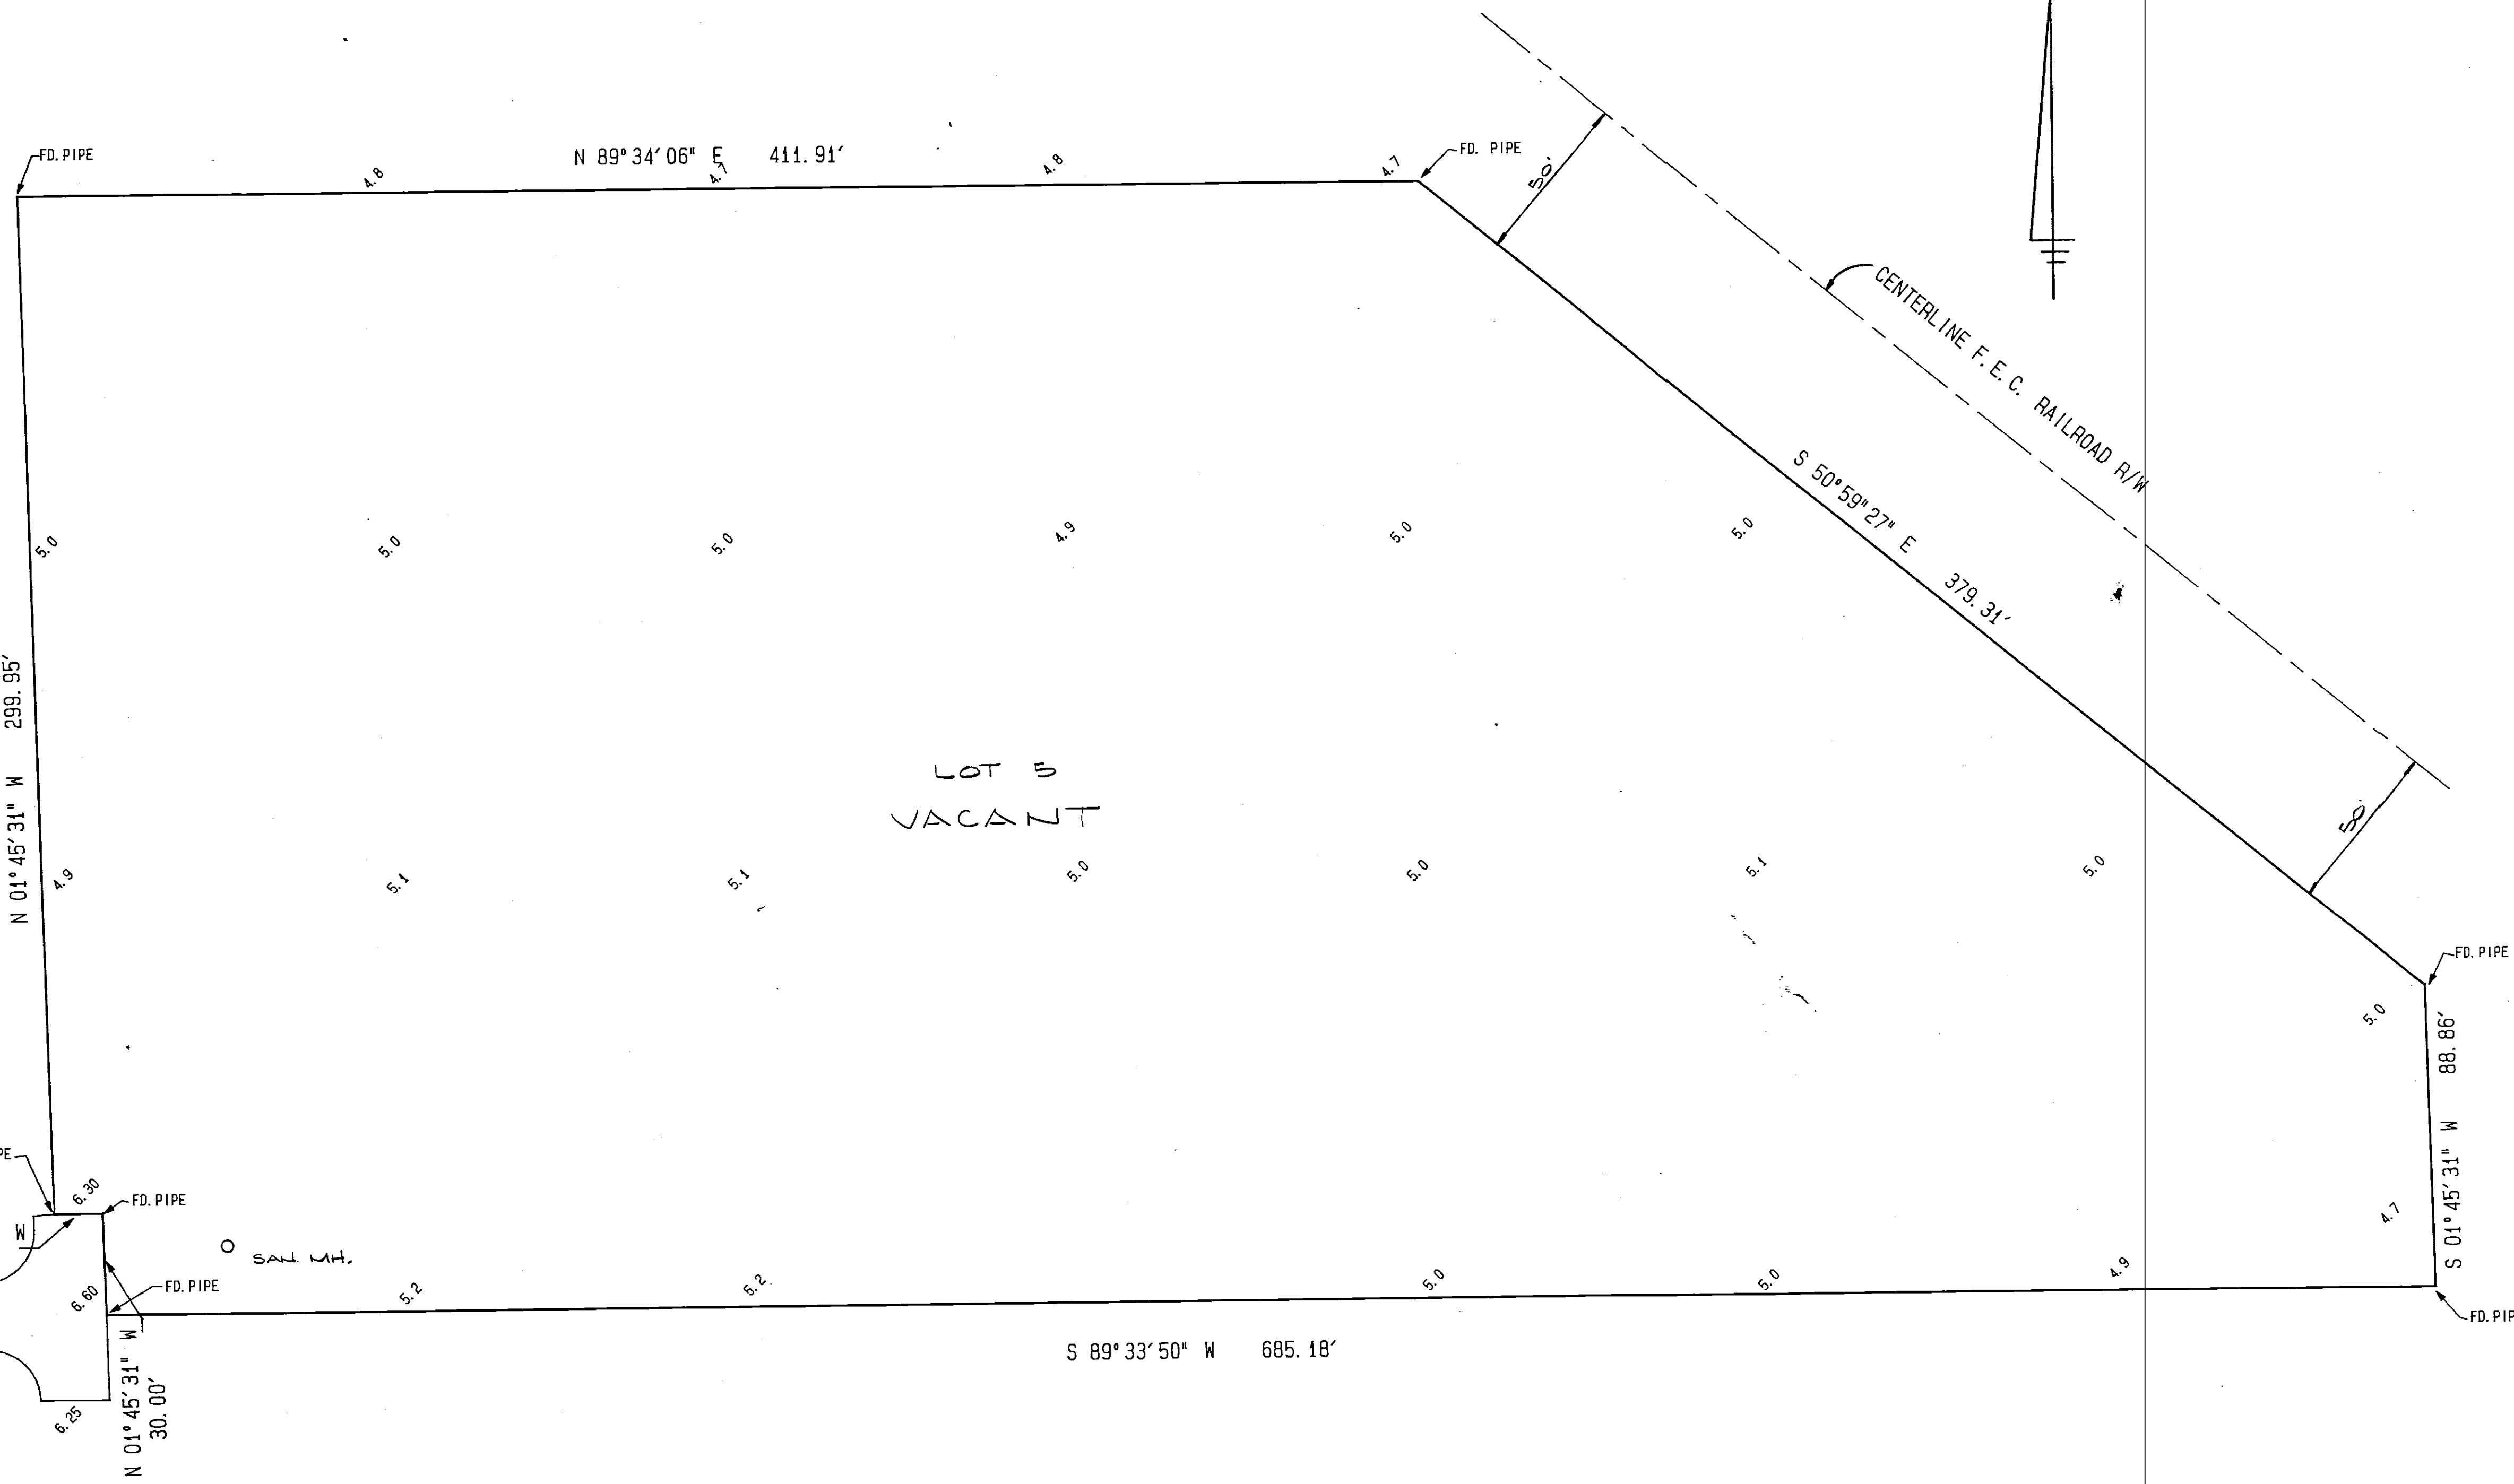 FD. PIPE
N 89° 34′ 06" E 411. 91′
FD. PIPE
4.8
4.7
4.8
4.7
50'
CENTERLINE F. E. C. RAILROAD R/W
S 50° 59" 27" E 379. 31′
5.0
5.0
5.0
4.9
5.0
5.0
N 01° 45′ 31" W 299. 95′
LOT 5
VACANT
50'
4.9
5.1
5.1
5.0
5.0
5.1
5.0
FD. PIPE
5.0
S 01° 45′ 31" W 88. 86′
PE
6.30
FD. PIPE
W
SAN. MH.
6.60
FD. PIPE
5.2
5.2
5.0
5.0
4.9
4.7
FD. PIP
S 89° 33′ 50" W 685. 18′
6.25
N 01° 45′ 31" W
30. 00′